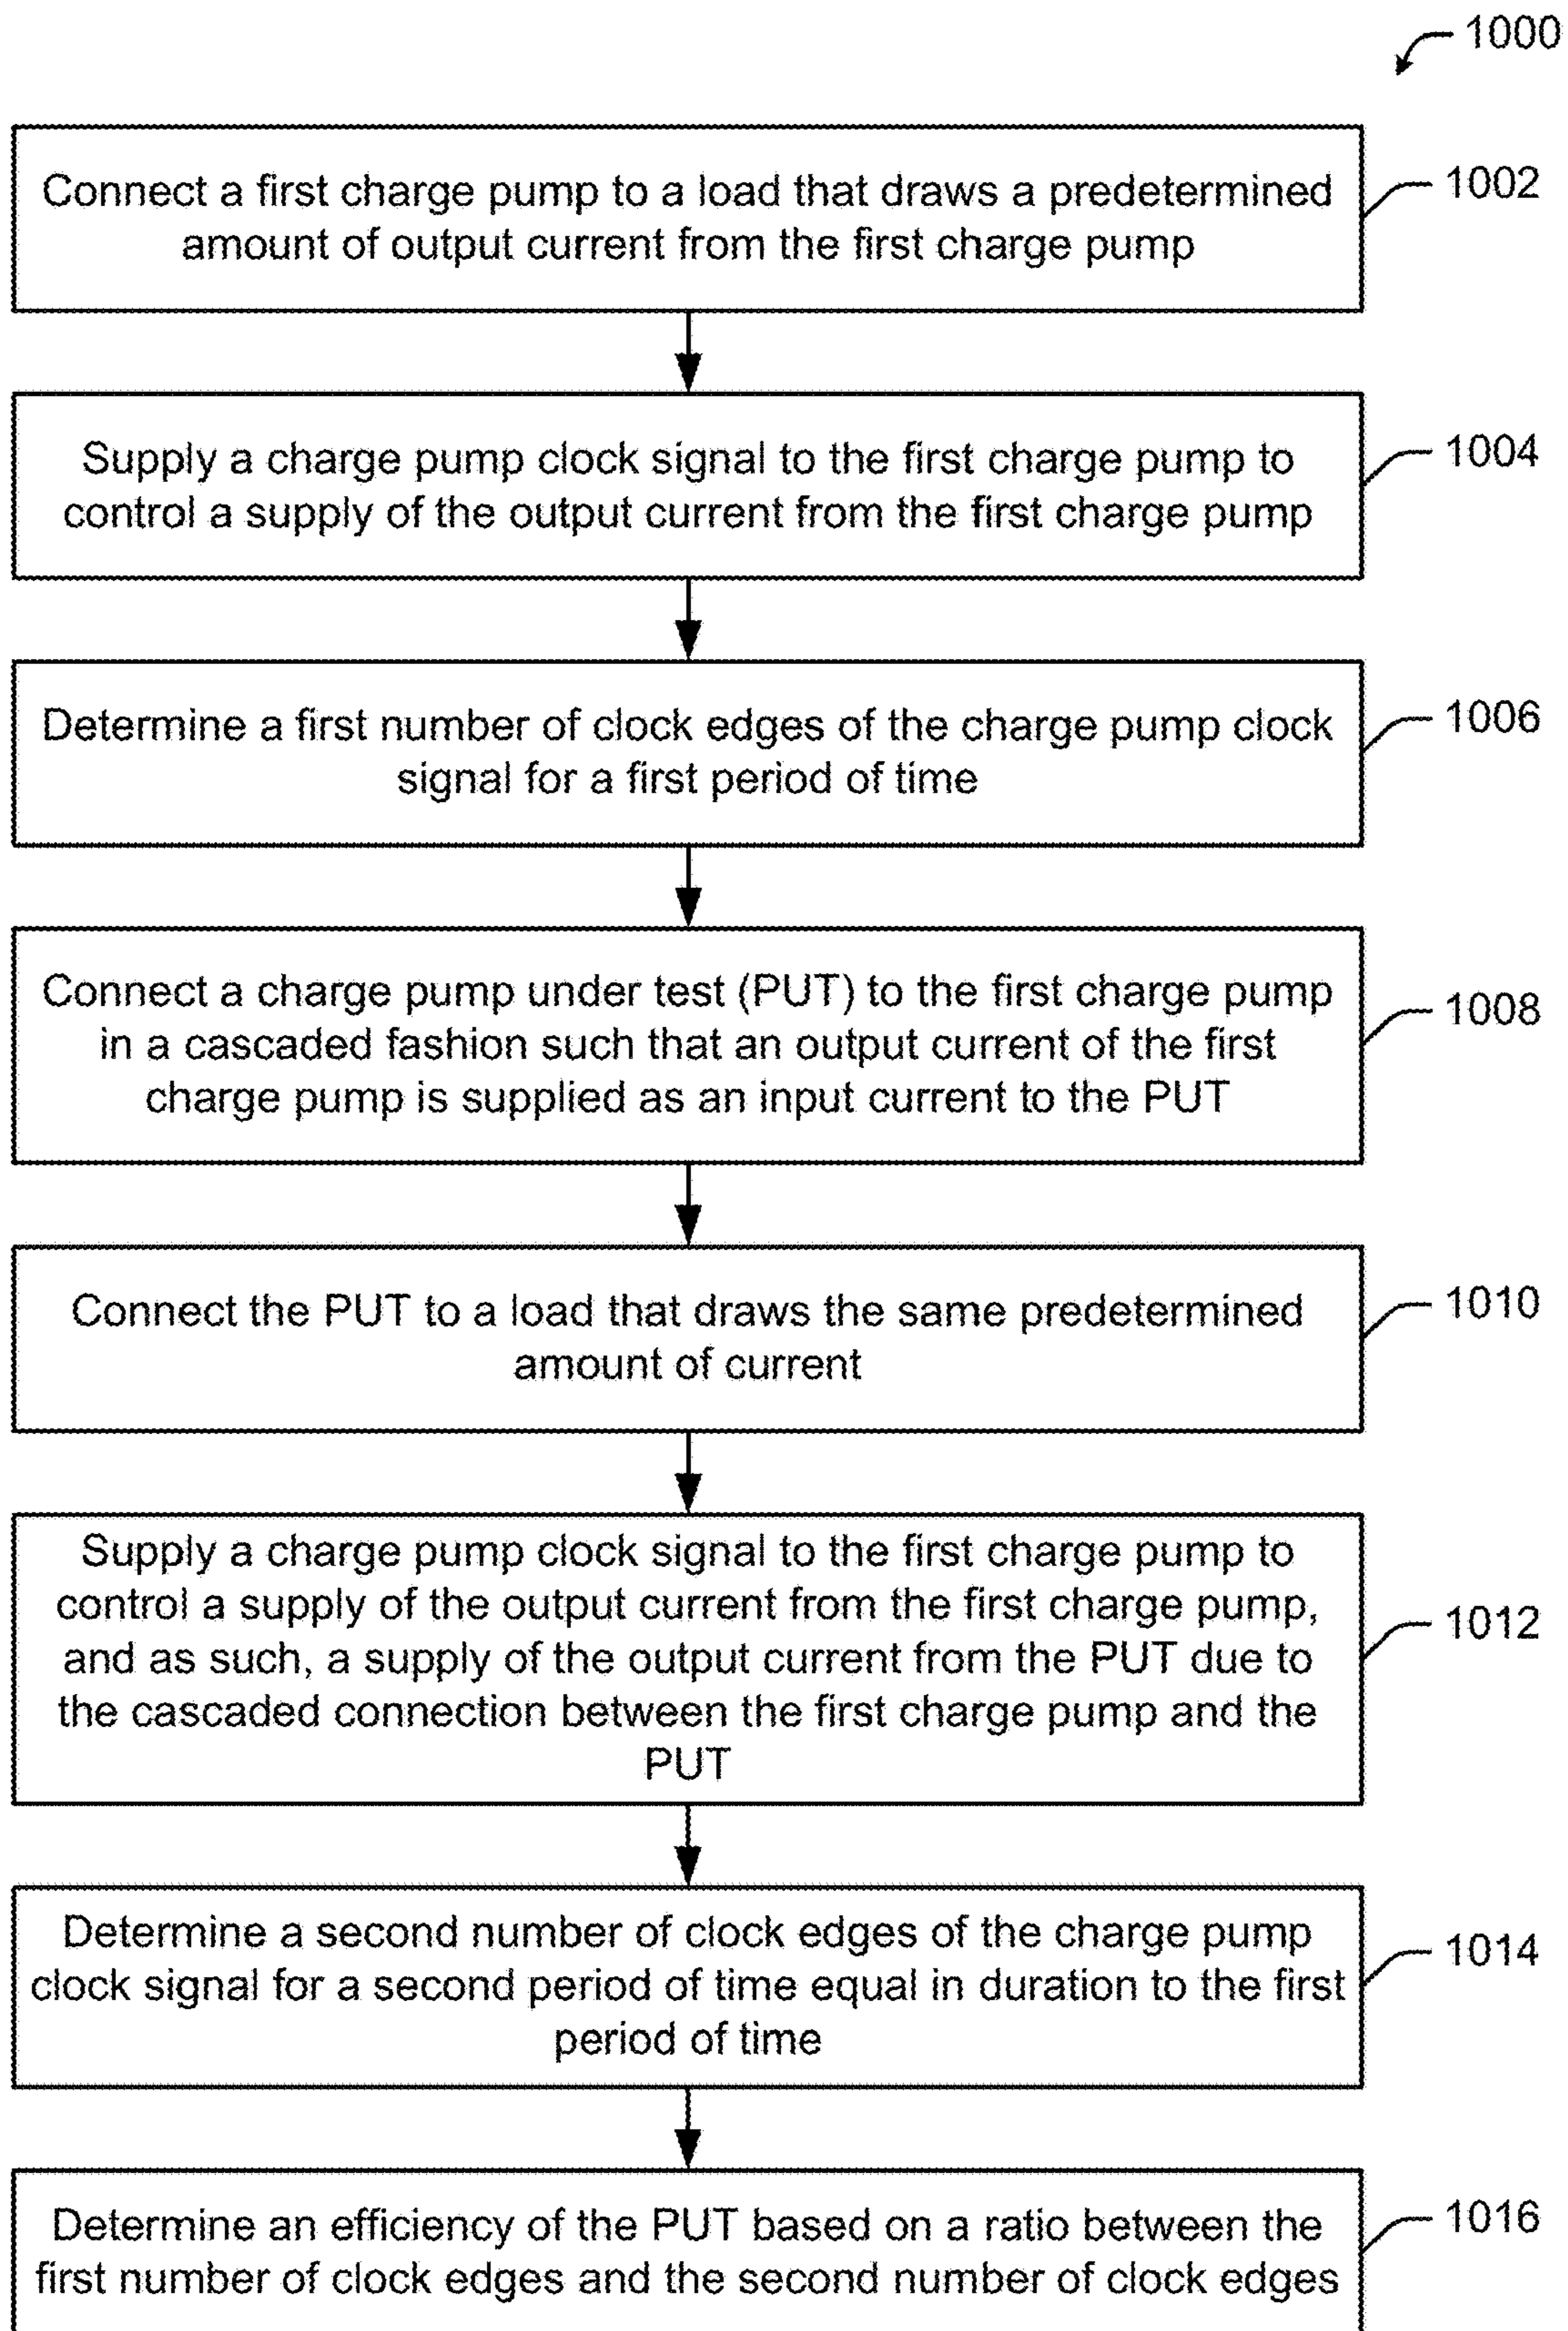 1000
Connect a first charge pump to a load that draws a predetermined
amount of output current from the first charge pump
1002
Supply a charge pump clock signal to the first charge pump to
control a supply of the output current from the first charge pump
1004
Determine a first number of clock edges of the charge pump clock
signal for a first period of time
1006
Connect a charge pump under test (PUT) to the first charge pump
in a cascaded fashion such that an output current of the first
charge pump is supplied as an input current to the PUT
1008
Connect the PUT to a load that draws the same predetermined
amount of current
1010
Supply a charge pump clock signal to the first charge pump to
control a supply of the output current from the first charge pump,
and as such, a supply of the output current from the PUT due to
the cascaded connection between the first charge pump and the
PUT
1012
Determine a second number of clock edges of the charge pump
clock signal for a second period of time equal in duration to the first
period of time
1014
Determine an efficiency of the PUT based on a ratio between the
first number of clock edges and the second number of clock edges
1016